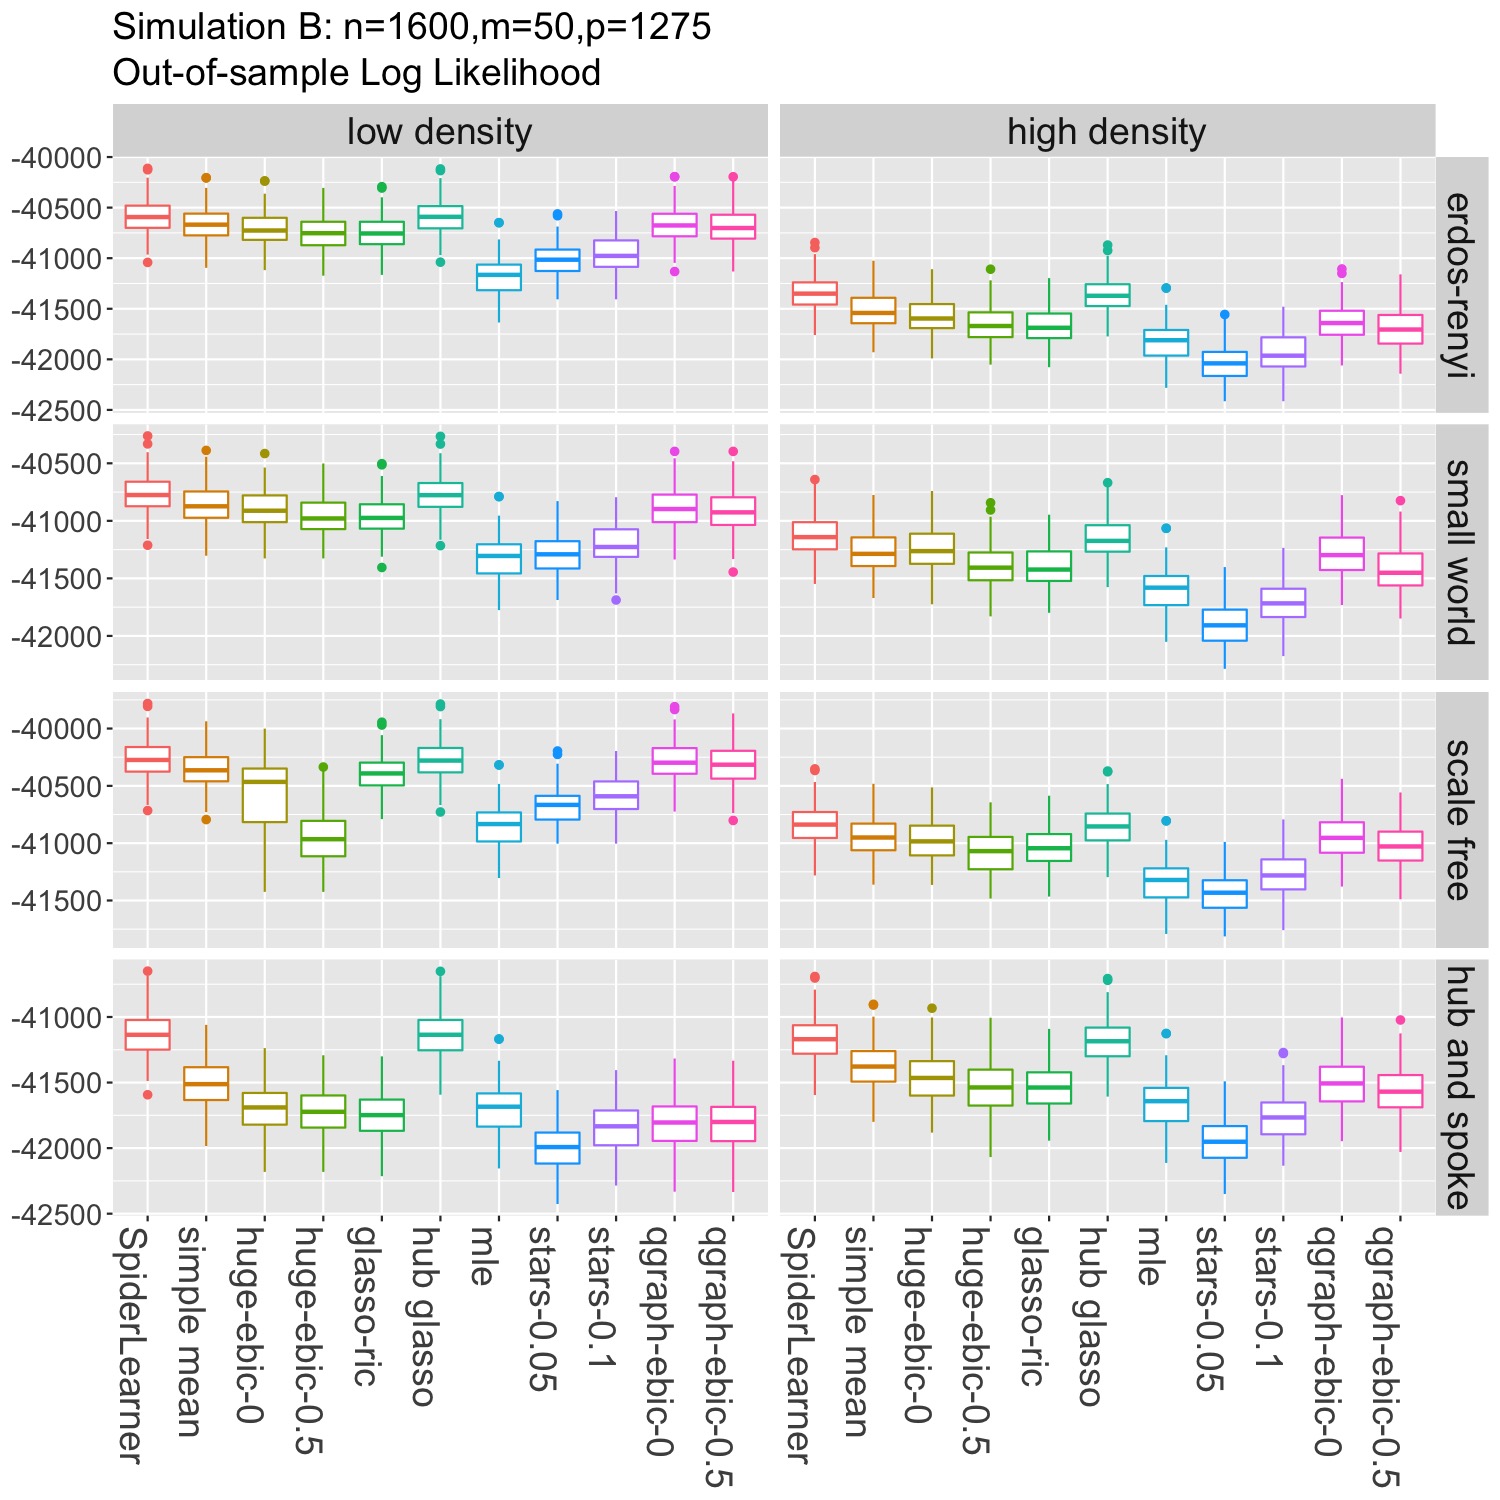 Simulation B: n=1600,m=50,p=1275
Out-of-sample Log Likelihood
low density
high density
-40000
-40500
-41000
-41500
-42000
-42500
erdos-renyi
-40500
-41000
-41500
-42000
small world
-40000
-40500
-41000
-41500
scale free
-41000
-41500
-42000
-42500
hub and spoke
SpiderLearner
simple mean
huge-ebic-0
huge-ebic-0.5
glasso-ric
hub glasso
mle
stars-0.05
stars-0.1
qgraph-ebic-0
qgraph-ebic-0.5
SpiderLearner
simple mean
huge-ebic-0
huge-ebic-0.5
glasso-ric
hub glasso
mle
stars-0.05
stars-0.1
qgraph-ebic-0
qgraph-ebic-0.5